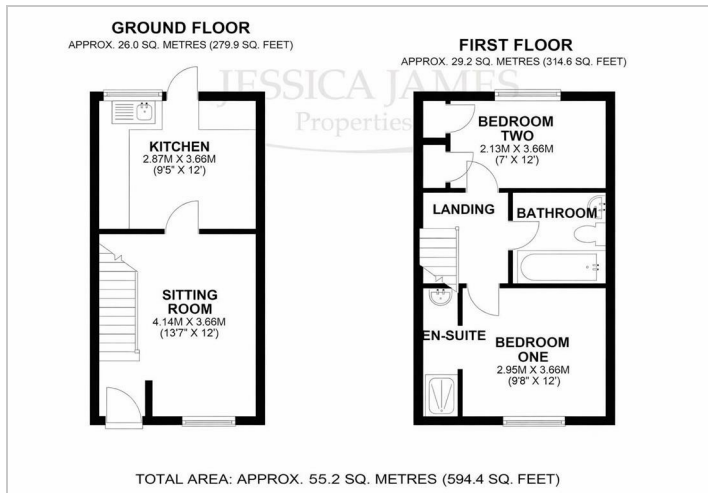 GROUND FLOOR
APPROX. 26.0 SQ. METRES (279.9 SQ. FEET)
KITCHEN
2.87M X 3.66M
(9'5" X 12')
SITTING
ROOM
4.14M X 3.66M
(13'7" X 12')
FIRST FLOOR
APPROX. 29.2 SQ. METRES (314.6 SQ. FEET)
BEDROOM
TWO
2.13M X 3.66M
(7' X 12')
LANDING
BATHROOM
EN-SUITE
BEDROOM
ONE
2.95M X 3.66M
(9'8" X 12')
JESSICA JAMES
Properties
TOTAL AREA: APPROX. 55.2 SQ. METRES (594.4 SQ. FEET)